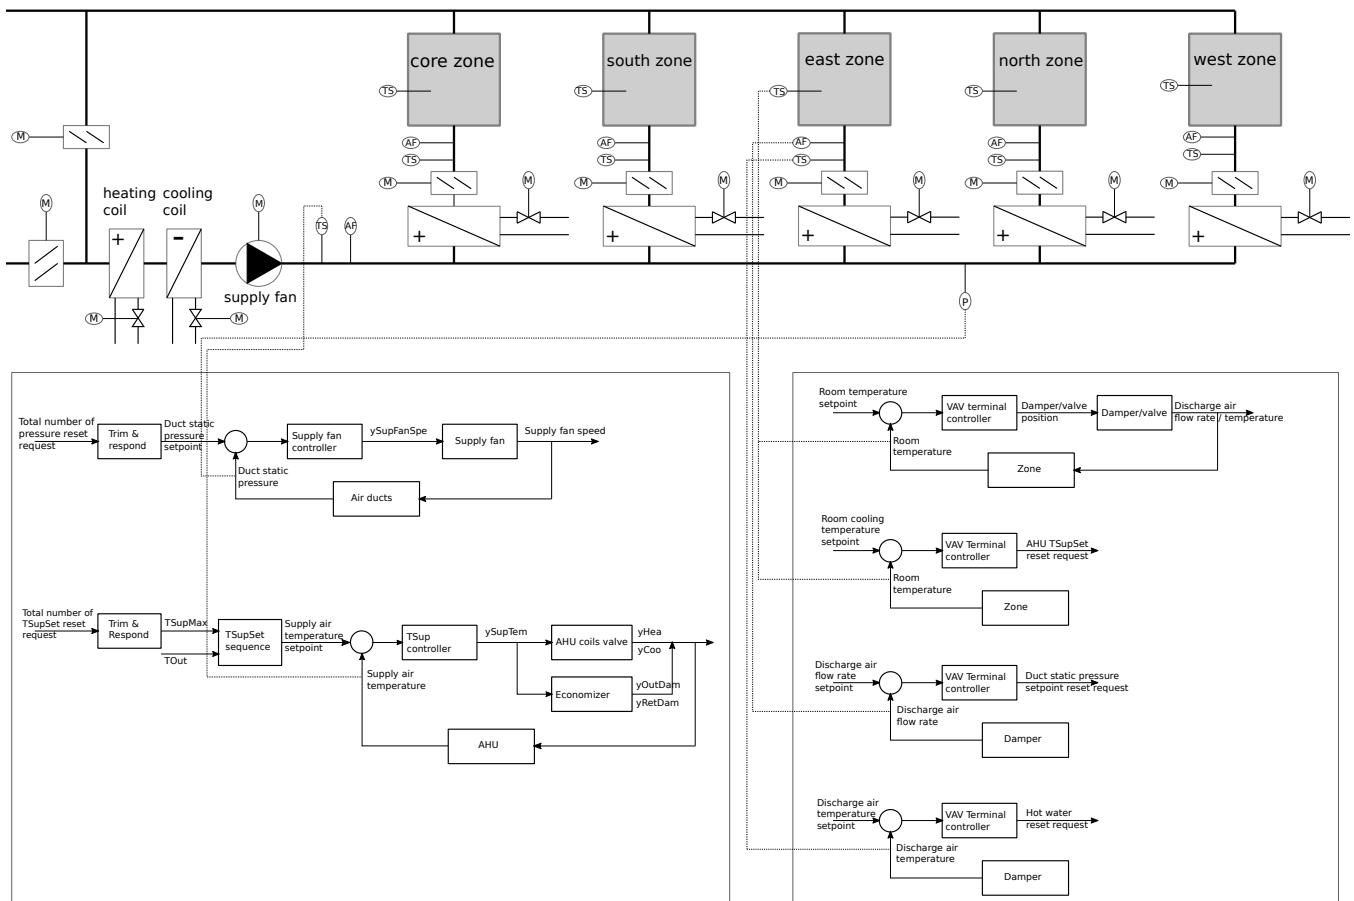 core zone
south zone
east zone
north zone
west zone
TS
TS
TS
TS
TS
M
AF
AF
AF
AF
AF
TS
TS
TS
TS
TS
M
M
M
M
M
M
M
M
M
M
heating
coil
cooling
coil
M
M
TS
AF
+
-
+
+
+
+
+
supply fan
P
M
M
Total number of
pressure reset
request
Trim &
respond
Duct static
pressure
setpoint
Supply fan
controller
ySupFanSpe
Supply fan
Supply fan speed
Duct static
pressure
Air ducts
Total number of
TSupSet reset
request
Trim &
Respond
TSupMax
TOut
TSupSet
sequence
Supply air
temperature
setpoint
TSup
controller
ySupTem
AHU coils valve
yHea
yCoo
Supply air
temperature
Economizer
yOutDam
yRetDam
AHU
Room temperature
setpoint
VAV terminal
controller
Damper/valve
position
Damper/valve
Discharge air
flow rate / temperature
Room
temperature
Zone
Room cooling
temperature
setpoint
VAV Terminal
controller
AHU TSupSet
reset request
Room
temperature
Zone
Discharge air
flow rate
setpoint
VAV Terminal
controller
Duct static pressure
setpoint reset request
Discharge air
flow rate
Damper
Discharge air
temperature
setpoint
VAV Terminal
controller
Hot water
reset request
Discharge air
temperature
Damper